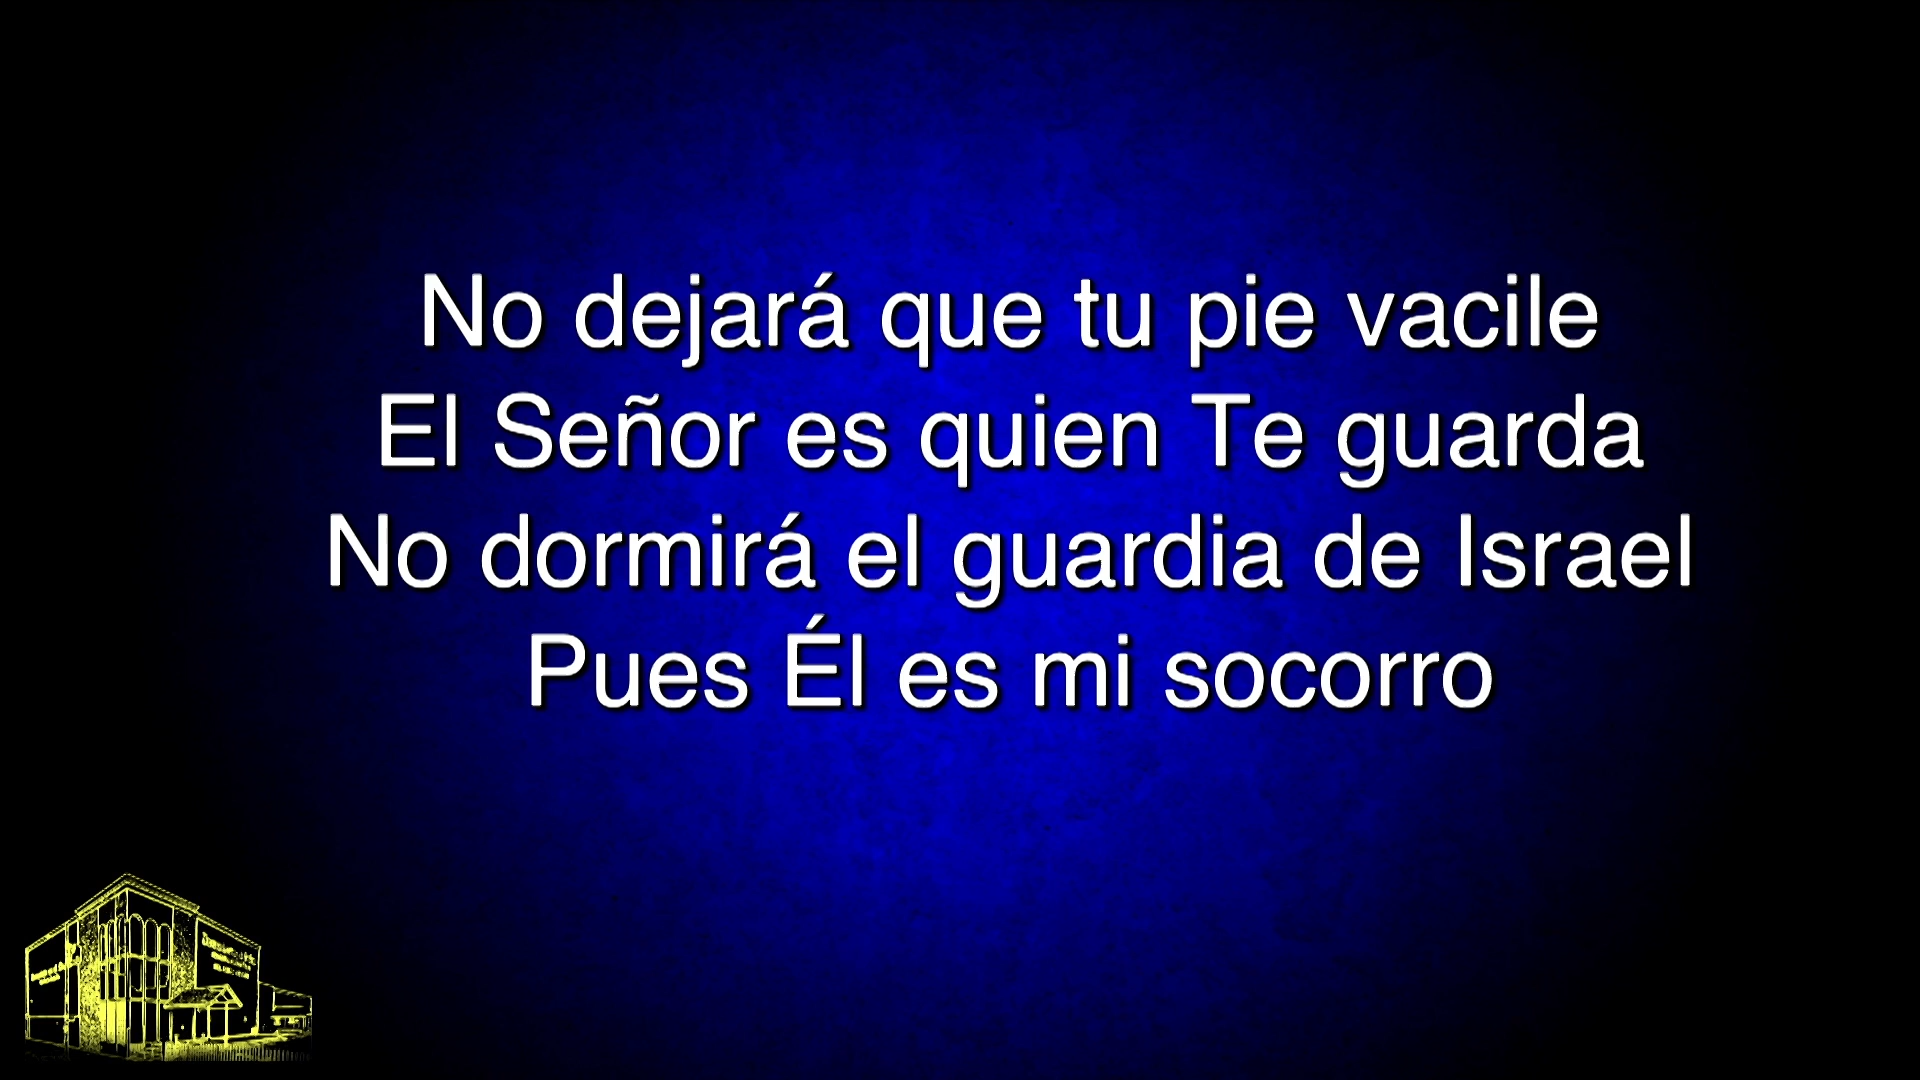 No dejará que tu pie vacile
El Señor es quien Te guarda
No dormirá el guardia de Israel
Pues Él es mi socorro